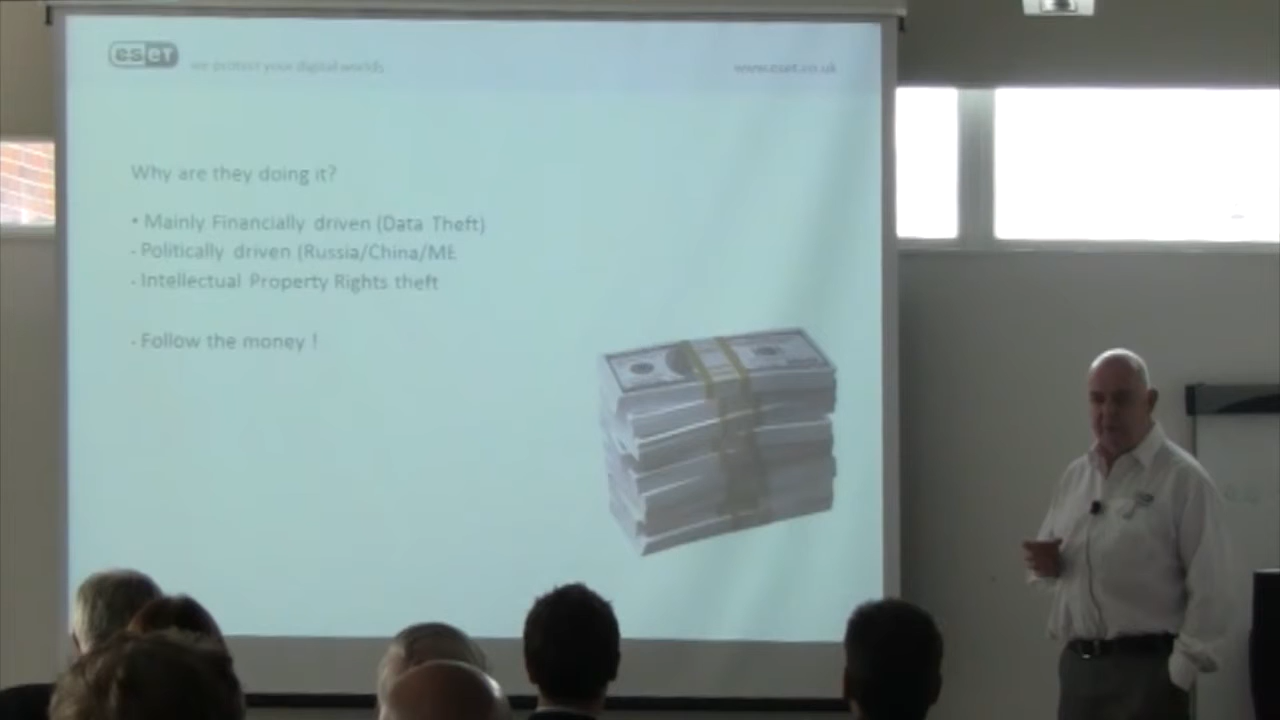 eset
we protect your digital worlds
www.eset.co.uk
Why are they doing it?
• Mainly Financially driven (Data Theft)
- Politically driven (Russia/China/ME
- Intellectual Property Rights theft
- Follow the money !